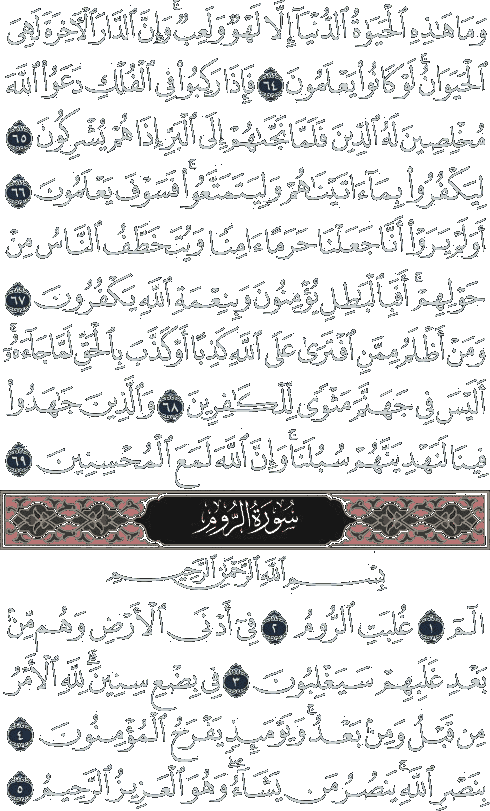 وَمَا هَـٰذِهِ ٱلْحَيَوٰةُ ٱلدُّنْيَآ إِلَّا لَهْوٌ وَلَعِبٌ ۚ وَإِنَّ ٱلدَّارَ ٱلْـَٔاخِرَةَ لَهِىَ
ٱلْحَيَوَانُ ۚ لَوْ كَانُوا۟ يَعْلَمُونَ ٦٤ فَإِذَا رَكِبُوا۟ فِى ٱلْفُلْكِ دَعَوُا۟ ٱللَّهَ
مُخْلِصِينَ لَهُ ٱلدِّينَ فَلَمَّا نَجَّىٰهُمْ إِلَى ٱلْبَرِّ إِذَا هُمْ يُشْرِكُونَ ٦٥
لِيَكْفُرُوا۟ بِمَآ ءَاتَيْنَـٰهُمْ وَلِيَتَمَتَّعُوا۟ ۖ فَسَوْفَ يَعْلَمُونَ ٦٦
أَوَلَمْ يَرَوْا۟ أَنَّا جَعَلْنَا حَرَمًا ءَامِنًا وَيُتَخَطَّفُ ٱلنَّاسُ مِنْ
حَوْلِهِمْ ۚ أَفَبِٱلْبَـٰطِلِ يُؤْمِنُونَ وَبِنِعْمَةِ ٱللَّهِ يَكْفُرُونَ ٦٧
وَمَنْ أَظْلَمُ مِمَّنِ ٱفْتَرَىٰ عَلَى ٱللَّهِ كَذِبًا أَوْ كَذَّبَ بِٱلْحَقِّ لَمَّا جَآءَهُۥٓ ۚ
أَلَيْسَ فِى جَهَنَّمَ مَثْوًى لِّلْكَـٰفِرِينَ ٦٨ وَٱلَّذِينَ جَـٰهَدُوا۟
فِينَا لَنَهْدِيَنَّهُمْ سُبُلَنَا ۚ وَإِنَّ ٱللَّهَ لَمَعَ ٱلْمُحْسِنِينَ ٦٩
سُورَةُ الرُّومِ
بِسْمِ ٱللَّهِ ٱلرَّحْمَـٰنِ ٱلرَّحِيمِ
الٓمٓ ١ غُلِبَتِ ٱلرُّومُ ٢ فِىٓ أَدْنَى ٱلْأَرْضِ وَهُم مِّنۢ
بَعْدِ غَلَبِهِمْ سَيَغْلِبُونَ ٣ فِى بِضْعِ سِنِينَ ۗ لِلَّهِ ٱلْأَمْرُ
مِن قَبْلُ وَمِنۢ بَعْدُ ۚ وَيَوْمَئِذٍ يَفْرَحُ ٱلْمُؤْمِنُونَ ٤
بِنَصْرِ ٱللَّهِ ۚ يَنصُرُ مَن يَشَآءُ ۖ وَهُوَ ٱلْعَزِيزُ ٱلرَّحِيمُ ٥